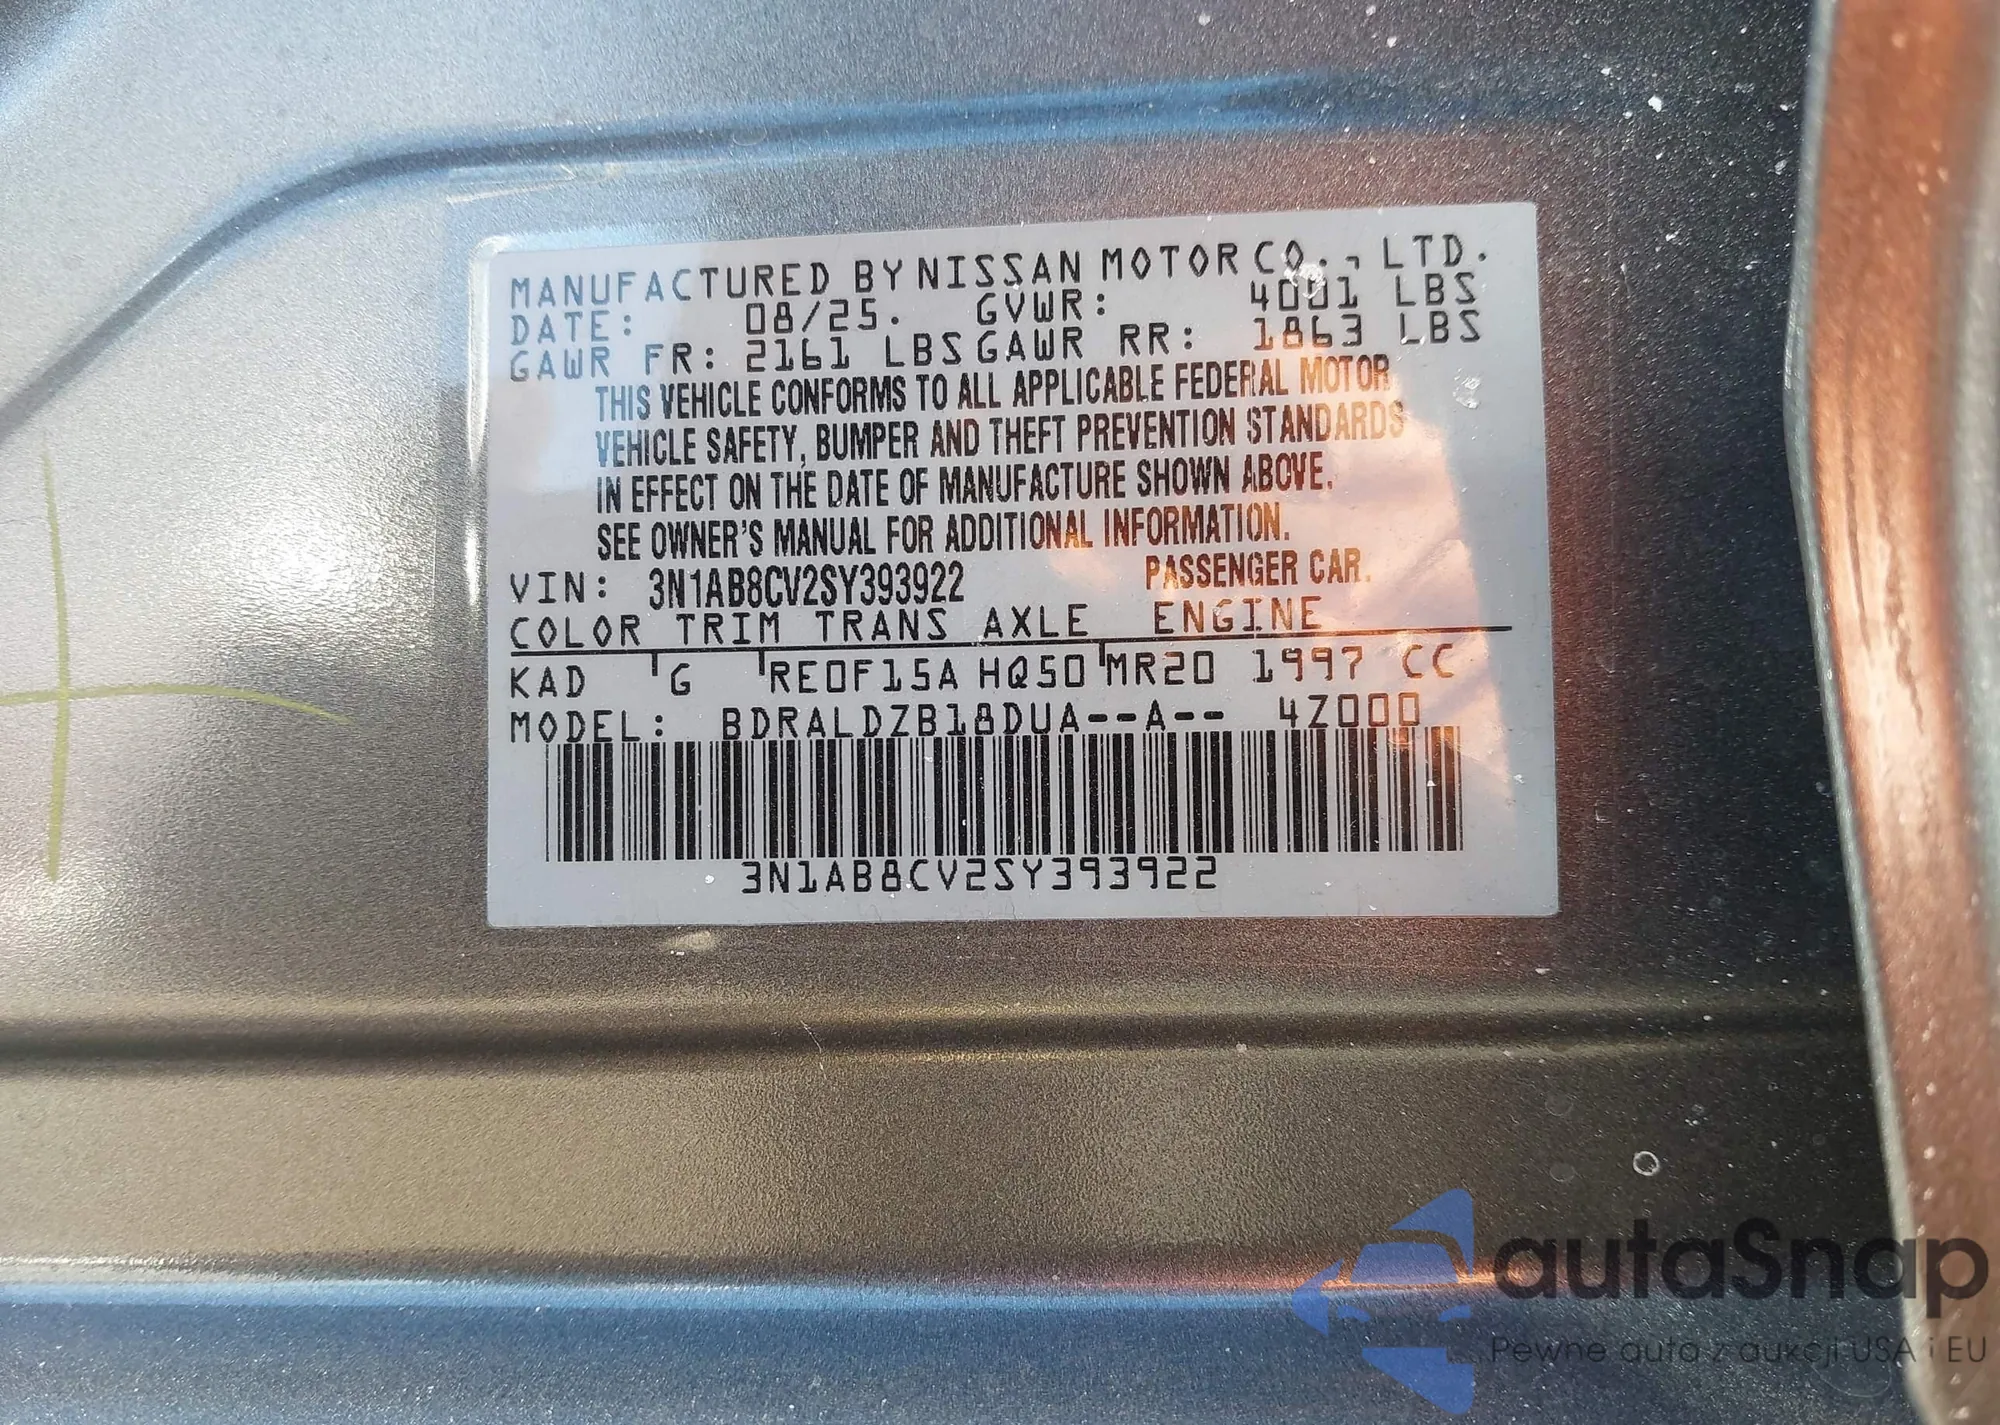 MANUFACTURED BY NISSAN MOTOR CO., LTD.
DATE: 08/25. GVWR: 4001 LBS
GAWR FR: 2161 LBS GAWR RR: 1863 LBS
THIS VEHICLE CONFORMS TO ALL APPLICABLE FEDERAL MOTOR
VEHICLE SAFETY, BUMPER AND THEFT PREVENTION STANDARDS
IN EFFECT ON THE DATE OF MANUFACTURE SHOWN ABOVE.
SEE OWNER'S MANUAL FOR ADDITIONAL INFORMATION.
VIN: 3N1AB8CV2SY393922 PASSENGER CAR.
COLOR TRIM TRANS AXLE ENGINE
KAD G RE0F15A HQ50 MR20 1997 CC
MODEL: BDRALDZB18DUA--A-- 4Z000
3N1AB8CV2SY393922
autaSnap
Pewne auta z aukcji USA i EU